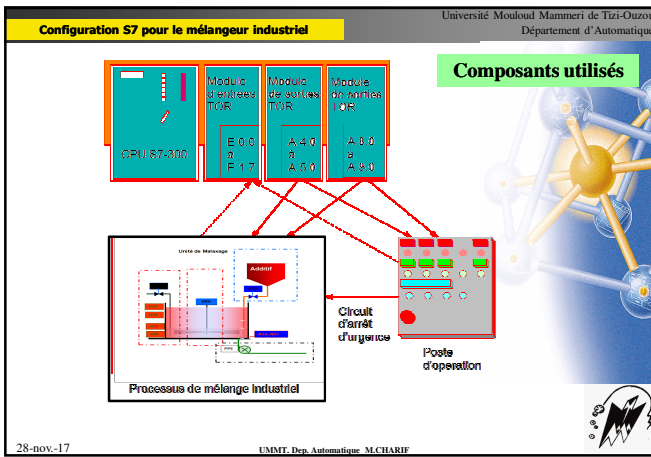 Université Mouloud Mammeri de Tizi-Ouzou
Configuration S7 pour le mélangeur industriel
Département d'Automatique
Composants utilisés
CPU S7-300
Module
d'entrées
TOR
E 0.0
à
E 1.7
Module
de sorties
TOR
A 4.0
à
A 5.0
Module
de sorties
TOR
A 8.0
à
A 9.0
Unité de Malaxage
Additif
Processus de mélange industriel
Circuit
d'arrêt
d'urgence
Poste
d'operation
28-nov.-17
UMMT. Dep. Automatique M.CHARIF